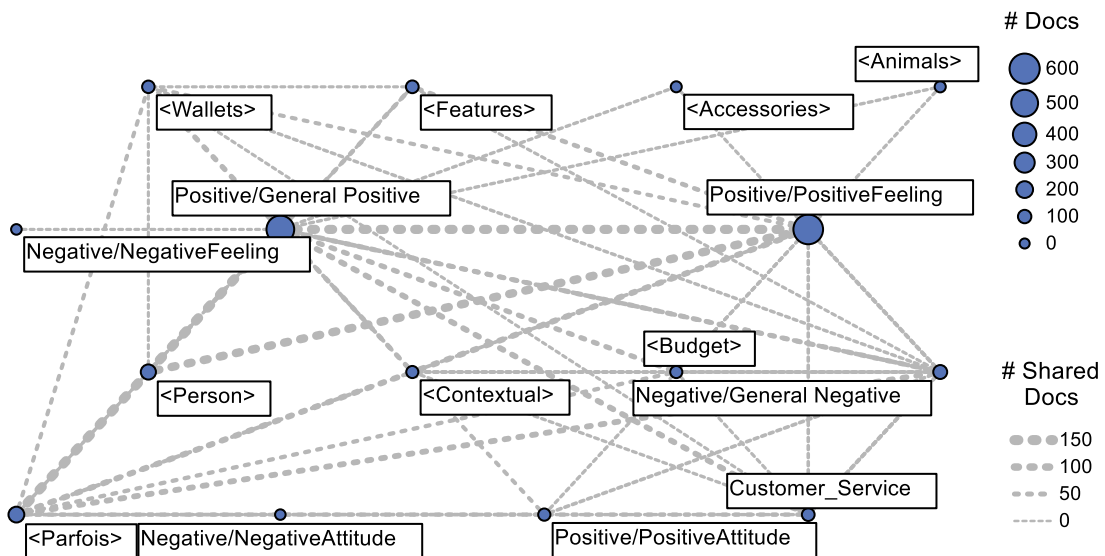 # Docs
<Animals>
600
<Wallets>
<Features>
<Accessories>
500
400
300
Positive/General Positive
Positive/PositiveFeeling
200
100
Negative/NegativeFeeling
0
<Budget>
# Shared
Docs
<Person>
<Contextual>
Negative/General Negative
150
100
Customer_Service
50
0
<Parfois>
Negative/NegativeAttitude
Positive/PositiveAttitude